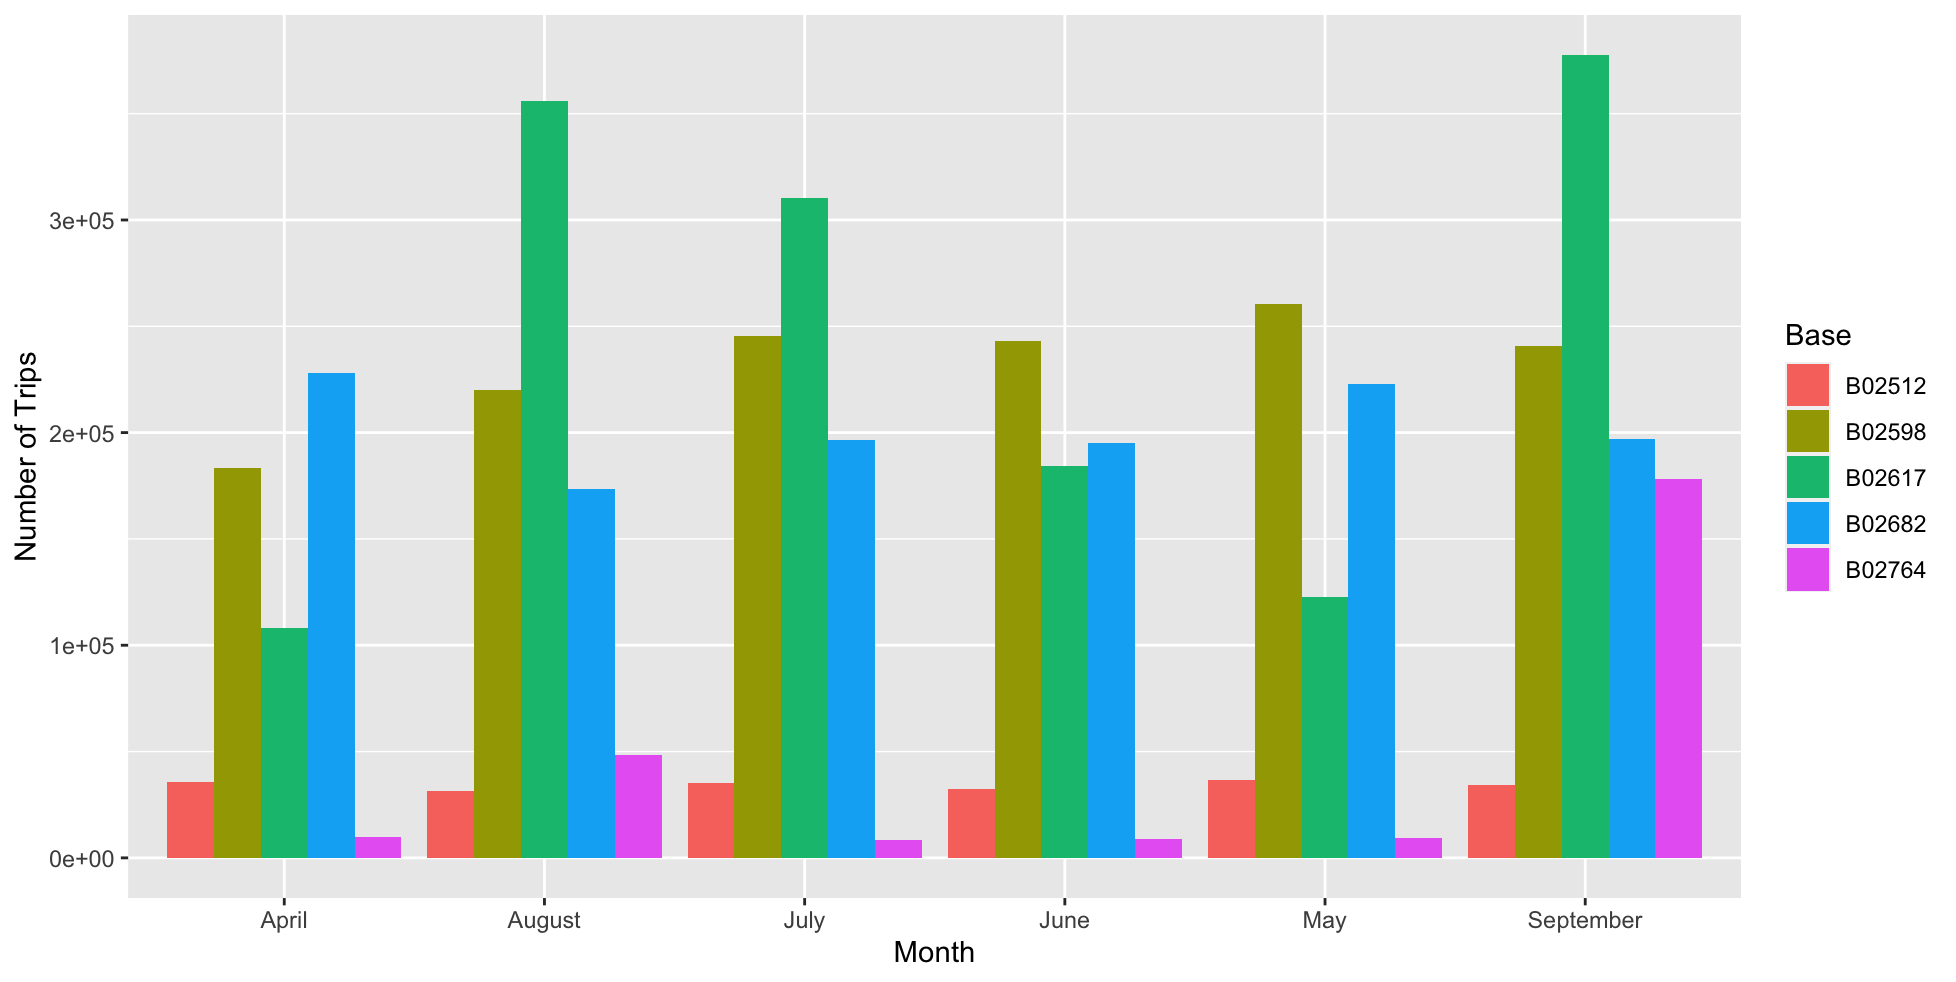 Number of Trips
3e+05
2e+05
1e+05
0e+00
April August July June May September
Month
Base
B02512
B02598
B02617
B02682
B02764